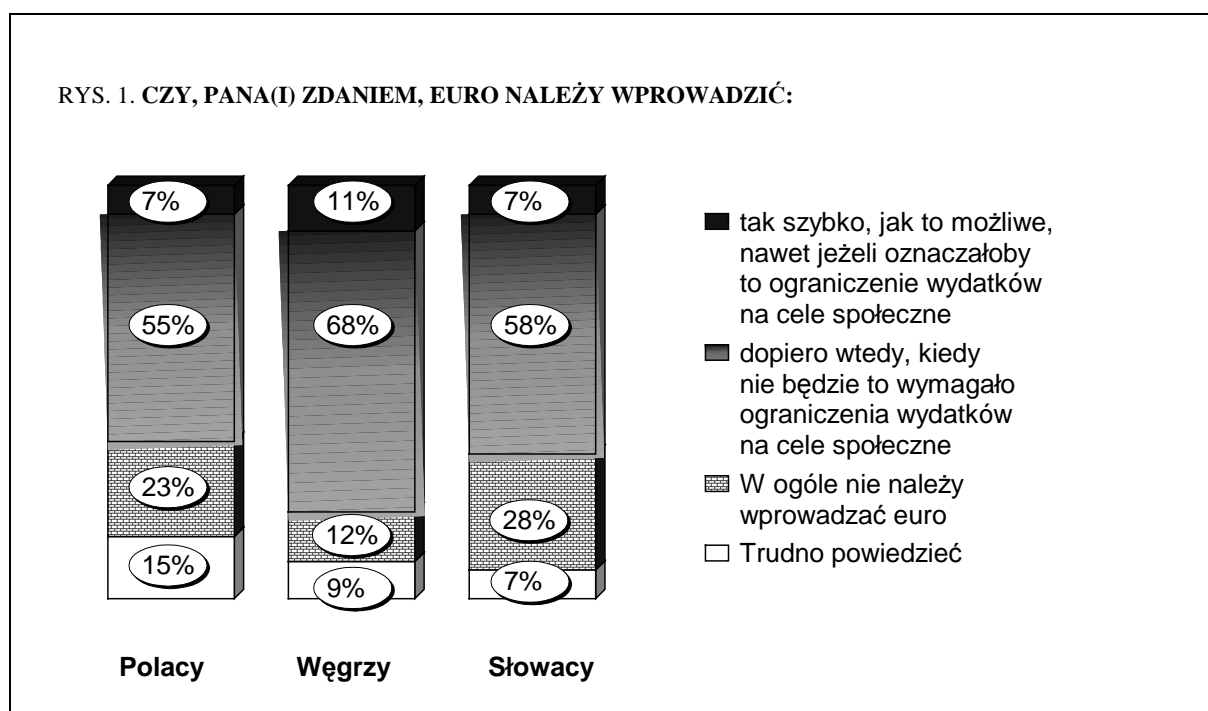 RYS. 1. CZY, PANA(I) ZDANIEM, EURO NALEŻY WPROWADZIĆ:
7%
11%
7%
55%
68%
58%
23%
12%
28%
15%
9%
7%
Polacy
Węgrzy
Słowacy
tak szybko, jak to możliwe,
nawet jeżeli oznaczałoby
to ograniczenie wydatków
na cele społeczne
dopiero wtedy, kiedy
nie będzie to wymagało
ograniczenia wydatków
na cele społeczne
W ogóle nie należy
wprowadzać euro
Trudno powiedzieć